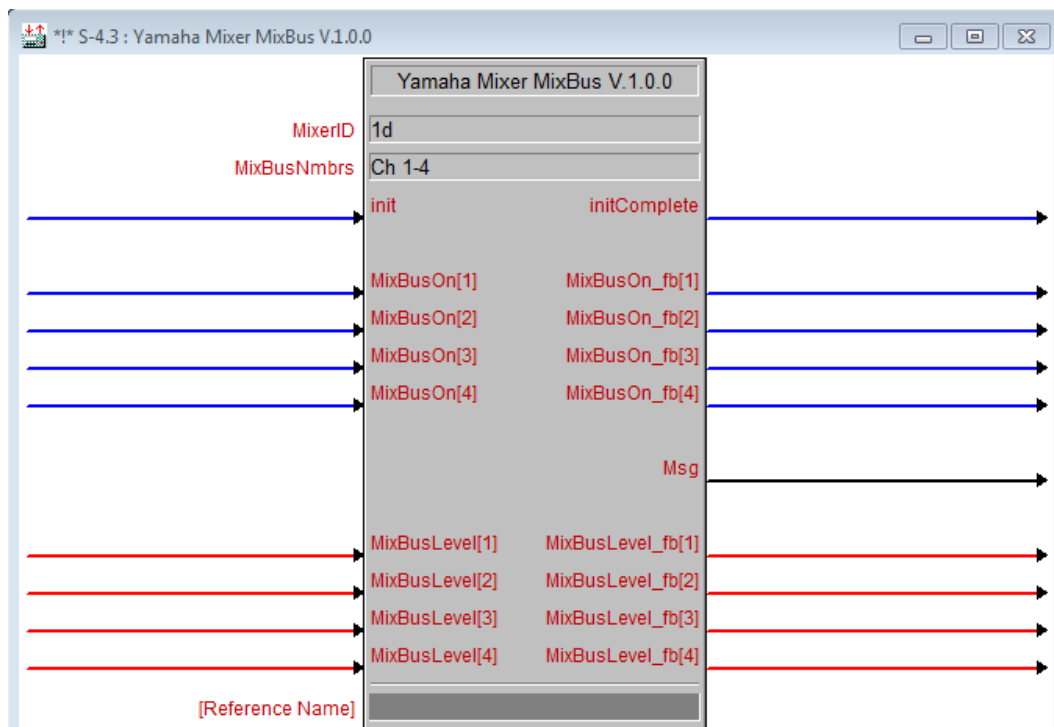 *!* S-4.3 : Yamaha Mixer MixBus V.1.0.0
Yamaha Mixer MixBus V.1.0.0
MixerID 1d
MixBusNmbrs Ch 1-4
init initComplete
MixBusOn[1] MixBusOn_fb[1]
MixBusOn[2] MixBusOn_fb[2]
MixBusOn[3] MixBusOn_fb[3]
MixBusOn[4] MixBusOn_fb[4]
Msg
MixBusLevel[1] MixBusLevel_fb[1]
MixBusLevel[2] MixBusLevel_fb[2]
MixBusLevel[3] MixBusLevel_fb[3]
MixBusLevel[4] MixBusLevel_fb[4]
[Reference Name]